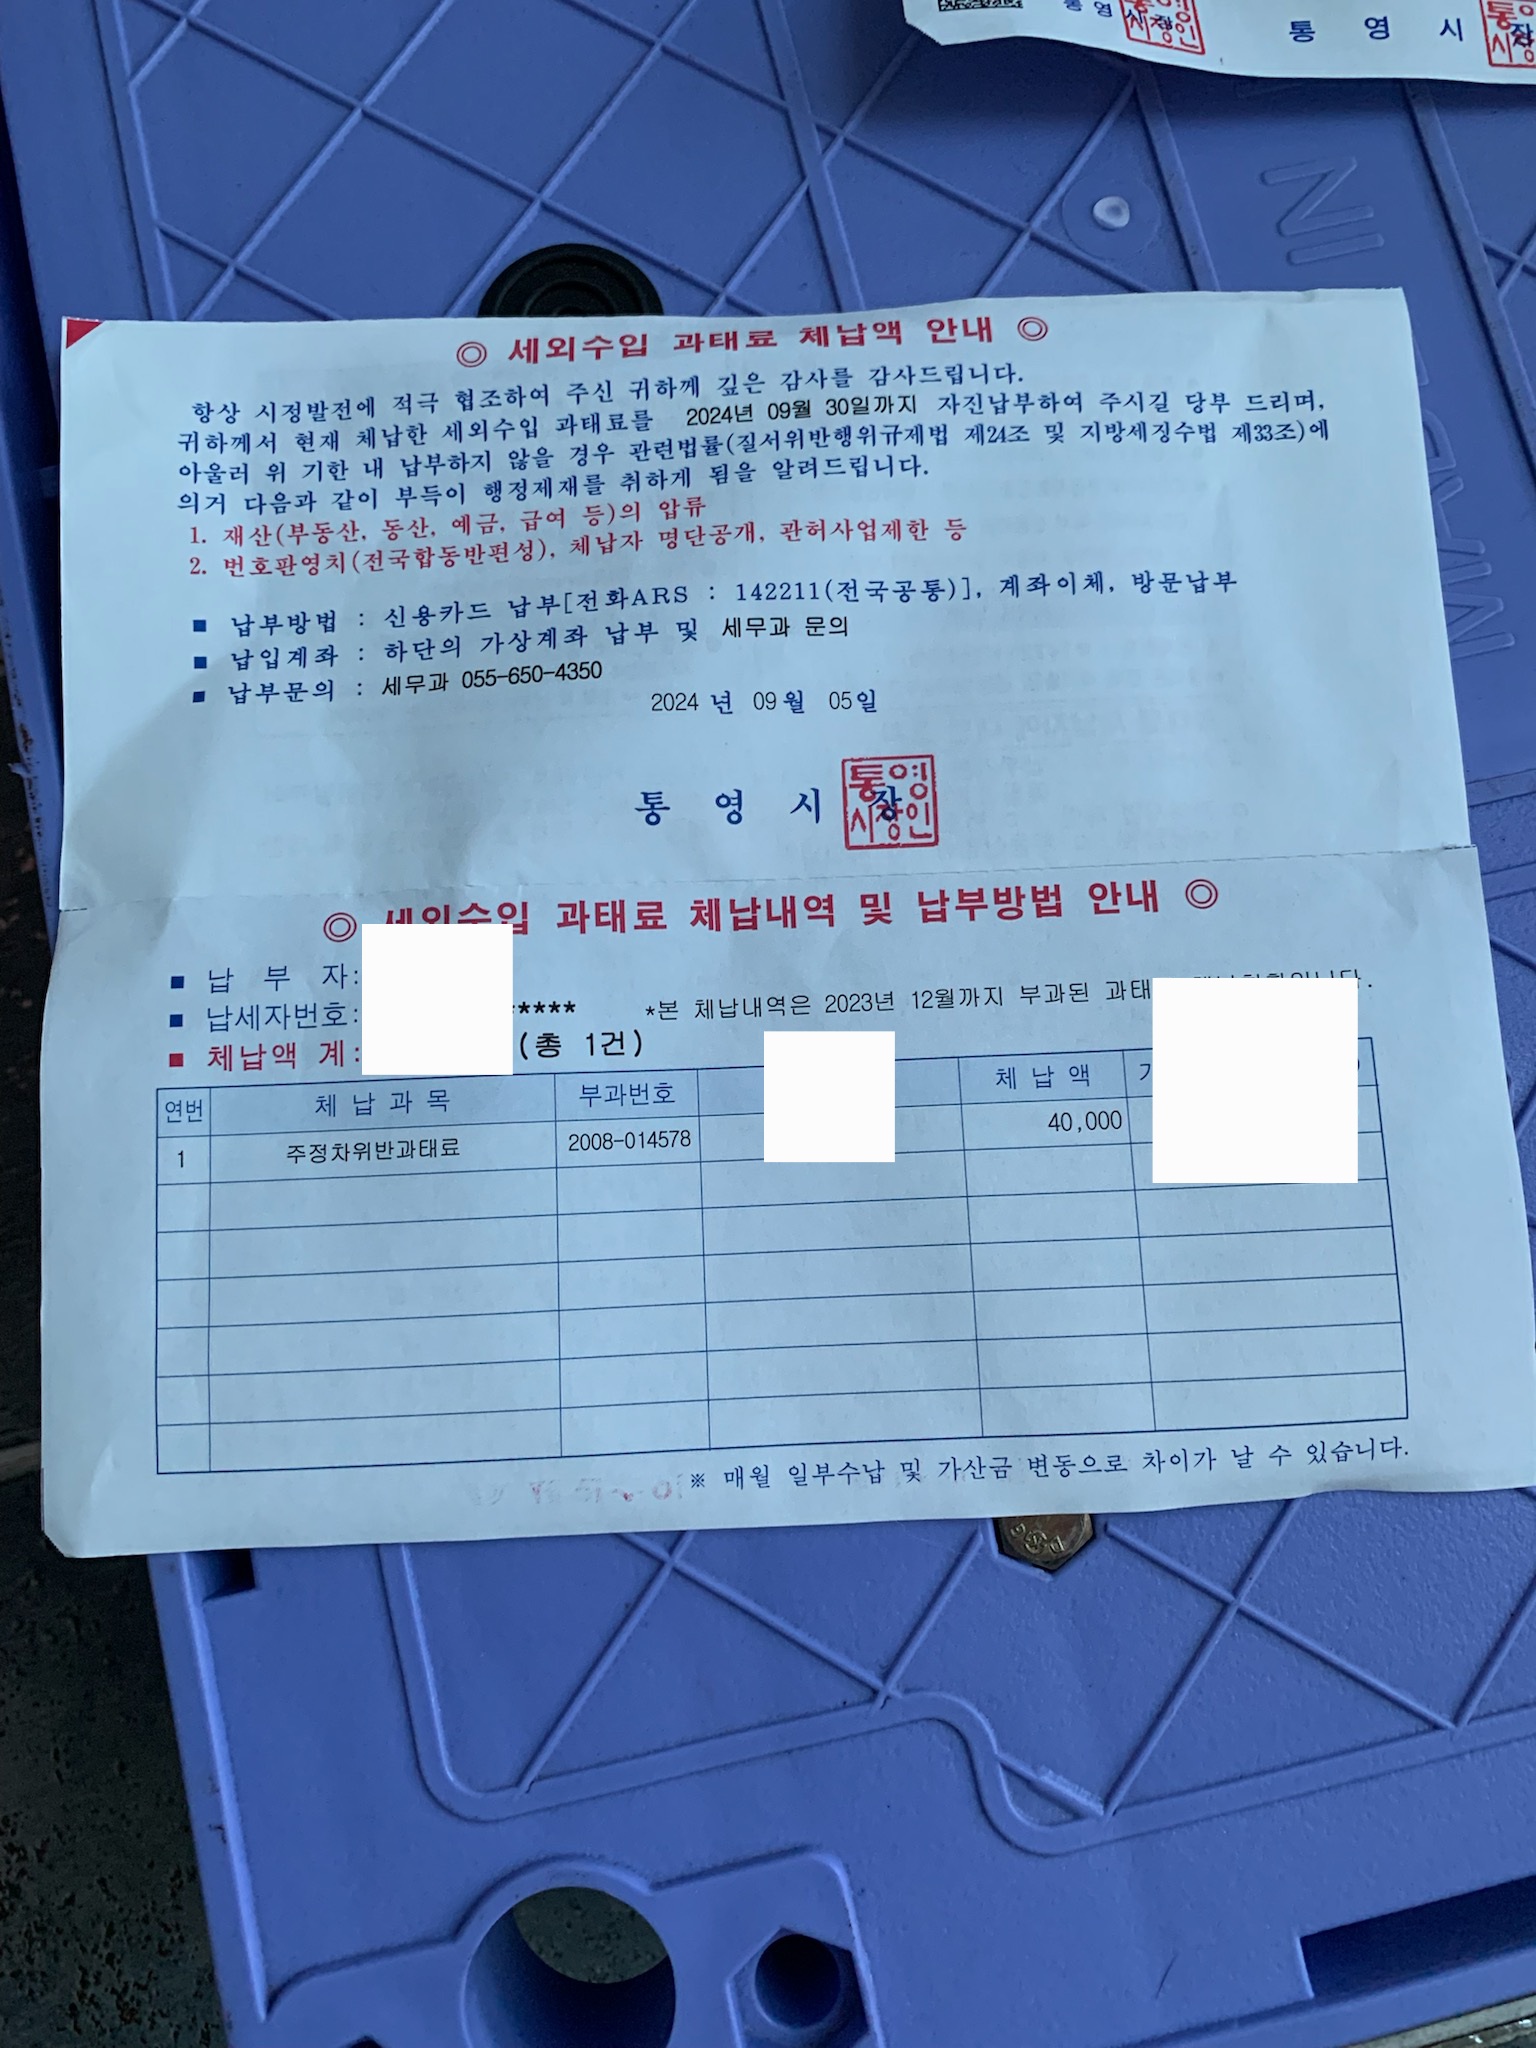 통영시장
통영시장인
통영시장
◎ 세외수입 과태료 체납액 안내 ◎
항상 시정발전에 적극 협조하여 주신 귀하께 깊은 감사를 감사드립니다.
귀하께서 현재 체납한 세외수입 과태료를 2024년 09월 30일까지 자진납부하여 주시길 당부 드리며,
아울러 위 기한 내 납부하지 않을 경우 관련법률(질서위반행위규제법 제24조 및 지방세징수법 제33조)에
의거 다음과 같이 부득이 행정제재를 취하게 됨을 알려드립니다.
1. 재산(부동산, 동산, 예금, 급여 등)의 압류
2. 번호판영치(전국합동반편성), 체납자 명단공개, 관허사업제한 등
■ 납부방법 : 신용카드 납부[전화ARS : 142211(전국공통)], 계좌이체, 방문납부
■ 납입계좌 : 하단의 가상계좌 납부 및 세무과 문의
■ 납부문의 : 세무과 055-650-4350
2024 년 09월 05일
통 영 시 장
통영시장인
◎ 세외수입 과태료 체납내역 및 납부방법 안내 ◎
■ 납 부 자:
■ 납세자번호: ***** *본 체납내역은 2023년 12월까지 부과된 과태
■ 체납액 계: (총 1건)
연번 체 납 과 목 부과번호 체 납 액
1 주정차위반과태료 2008-014578 40,000
※ 매월 일부수납 및 가산금 변동으로 차이가 날 수 있습니다.